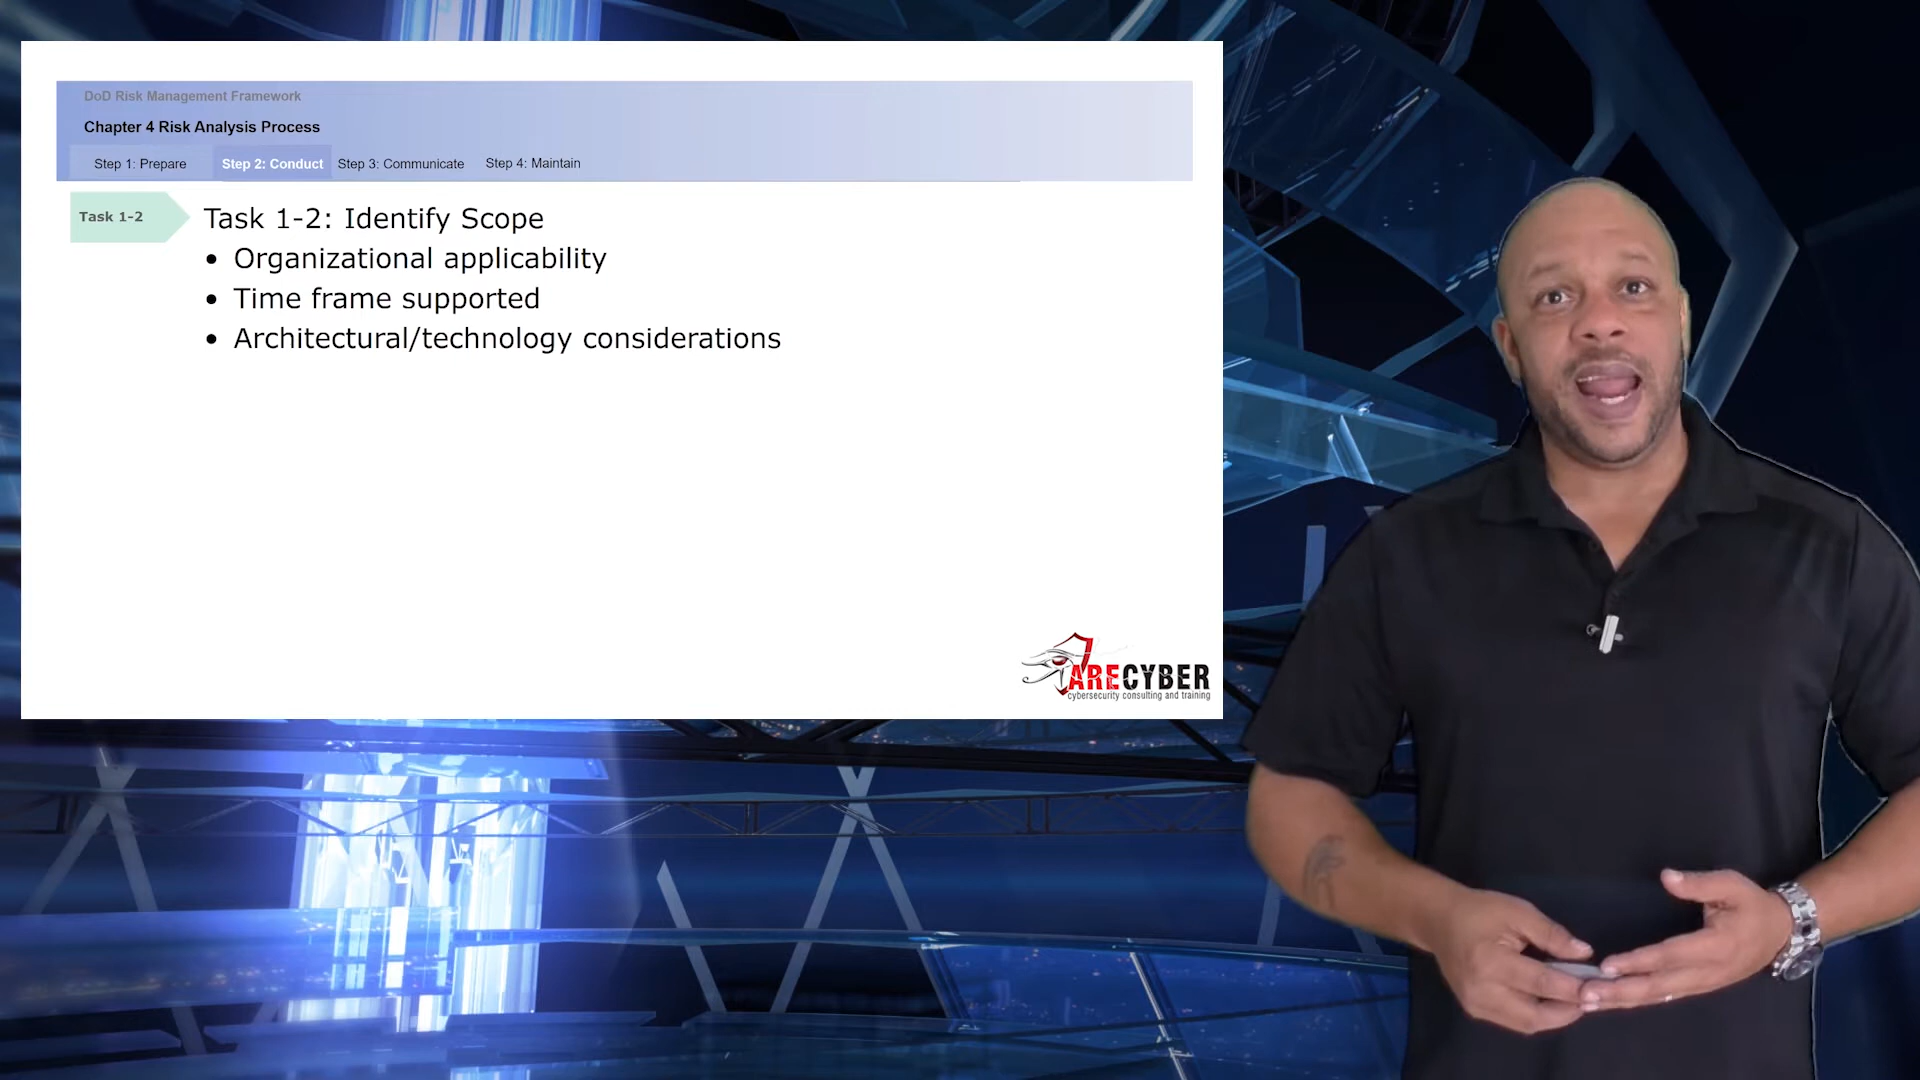 DoD Risk Management Framework
Chapter 4 Risk Analysis Process
Step 1: Prepare Step 2: Conduct Step 3: Communicate Step 4: Maintain
Task 1-2
Task 1-2: Identify Scope
• Organizational applicability
• Time frame supported
• Architectural/technology considerations
ARECYBER
cybersecurity consulting and training